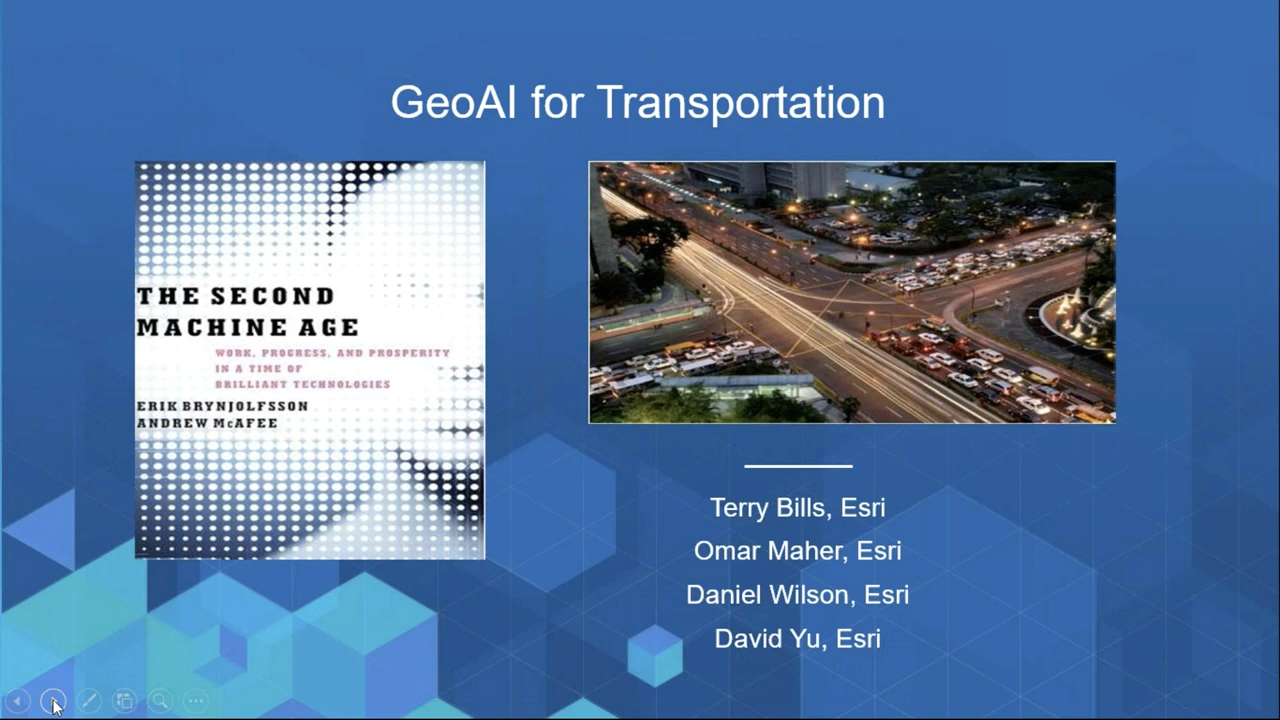 GeoAI for Transportation
THE SECOND
MACHINE AGE
WORK, PROGRESS, AND PROSPERITY
IN A TIME OF
BRILLIANT TECHNOLOGIES
ERIK BRYNJOLFSSON
ANDREW McAFEE
Terry Bills, Esri
Omar Maher, Esri
Daniel Wilson, Esri
David Yu, Esri